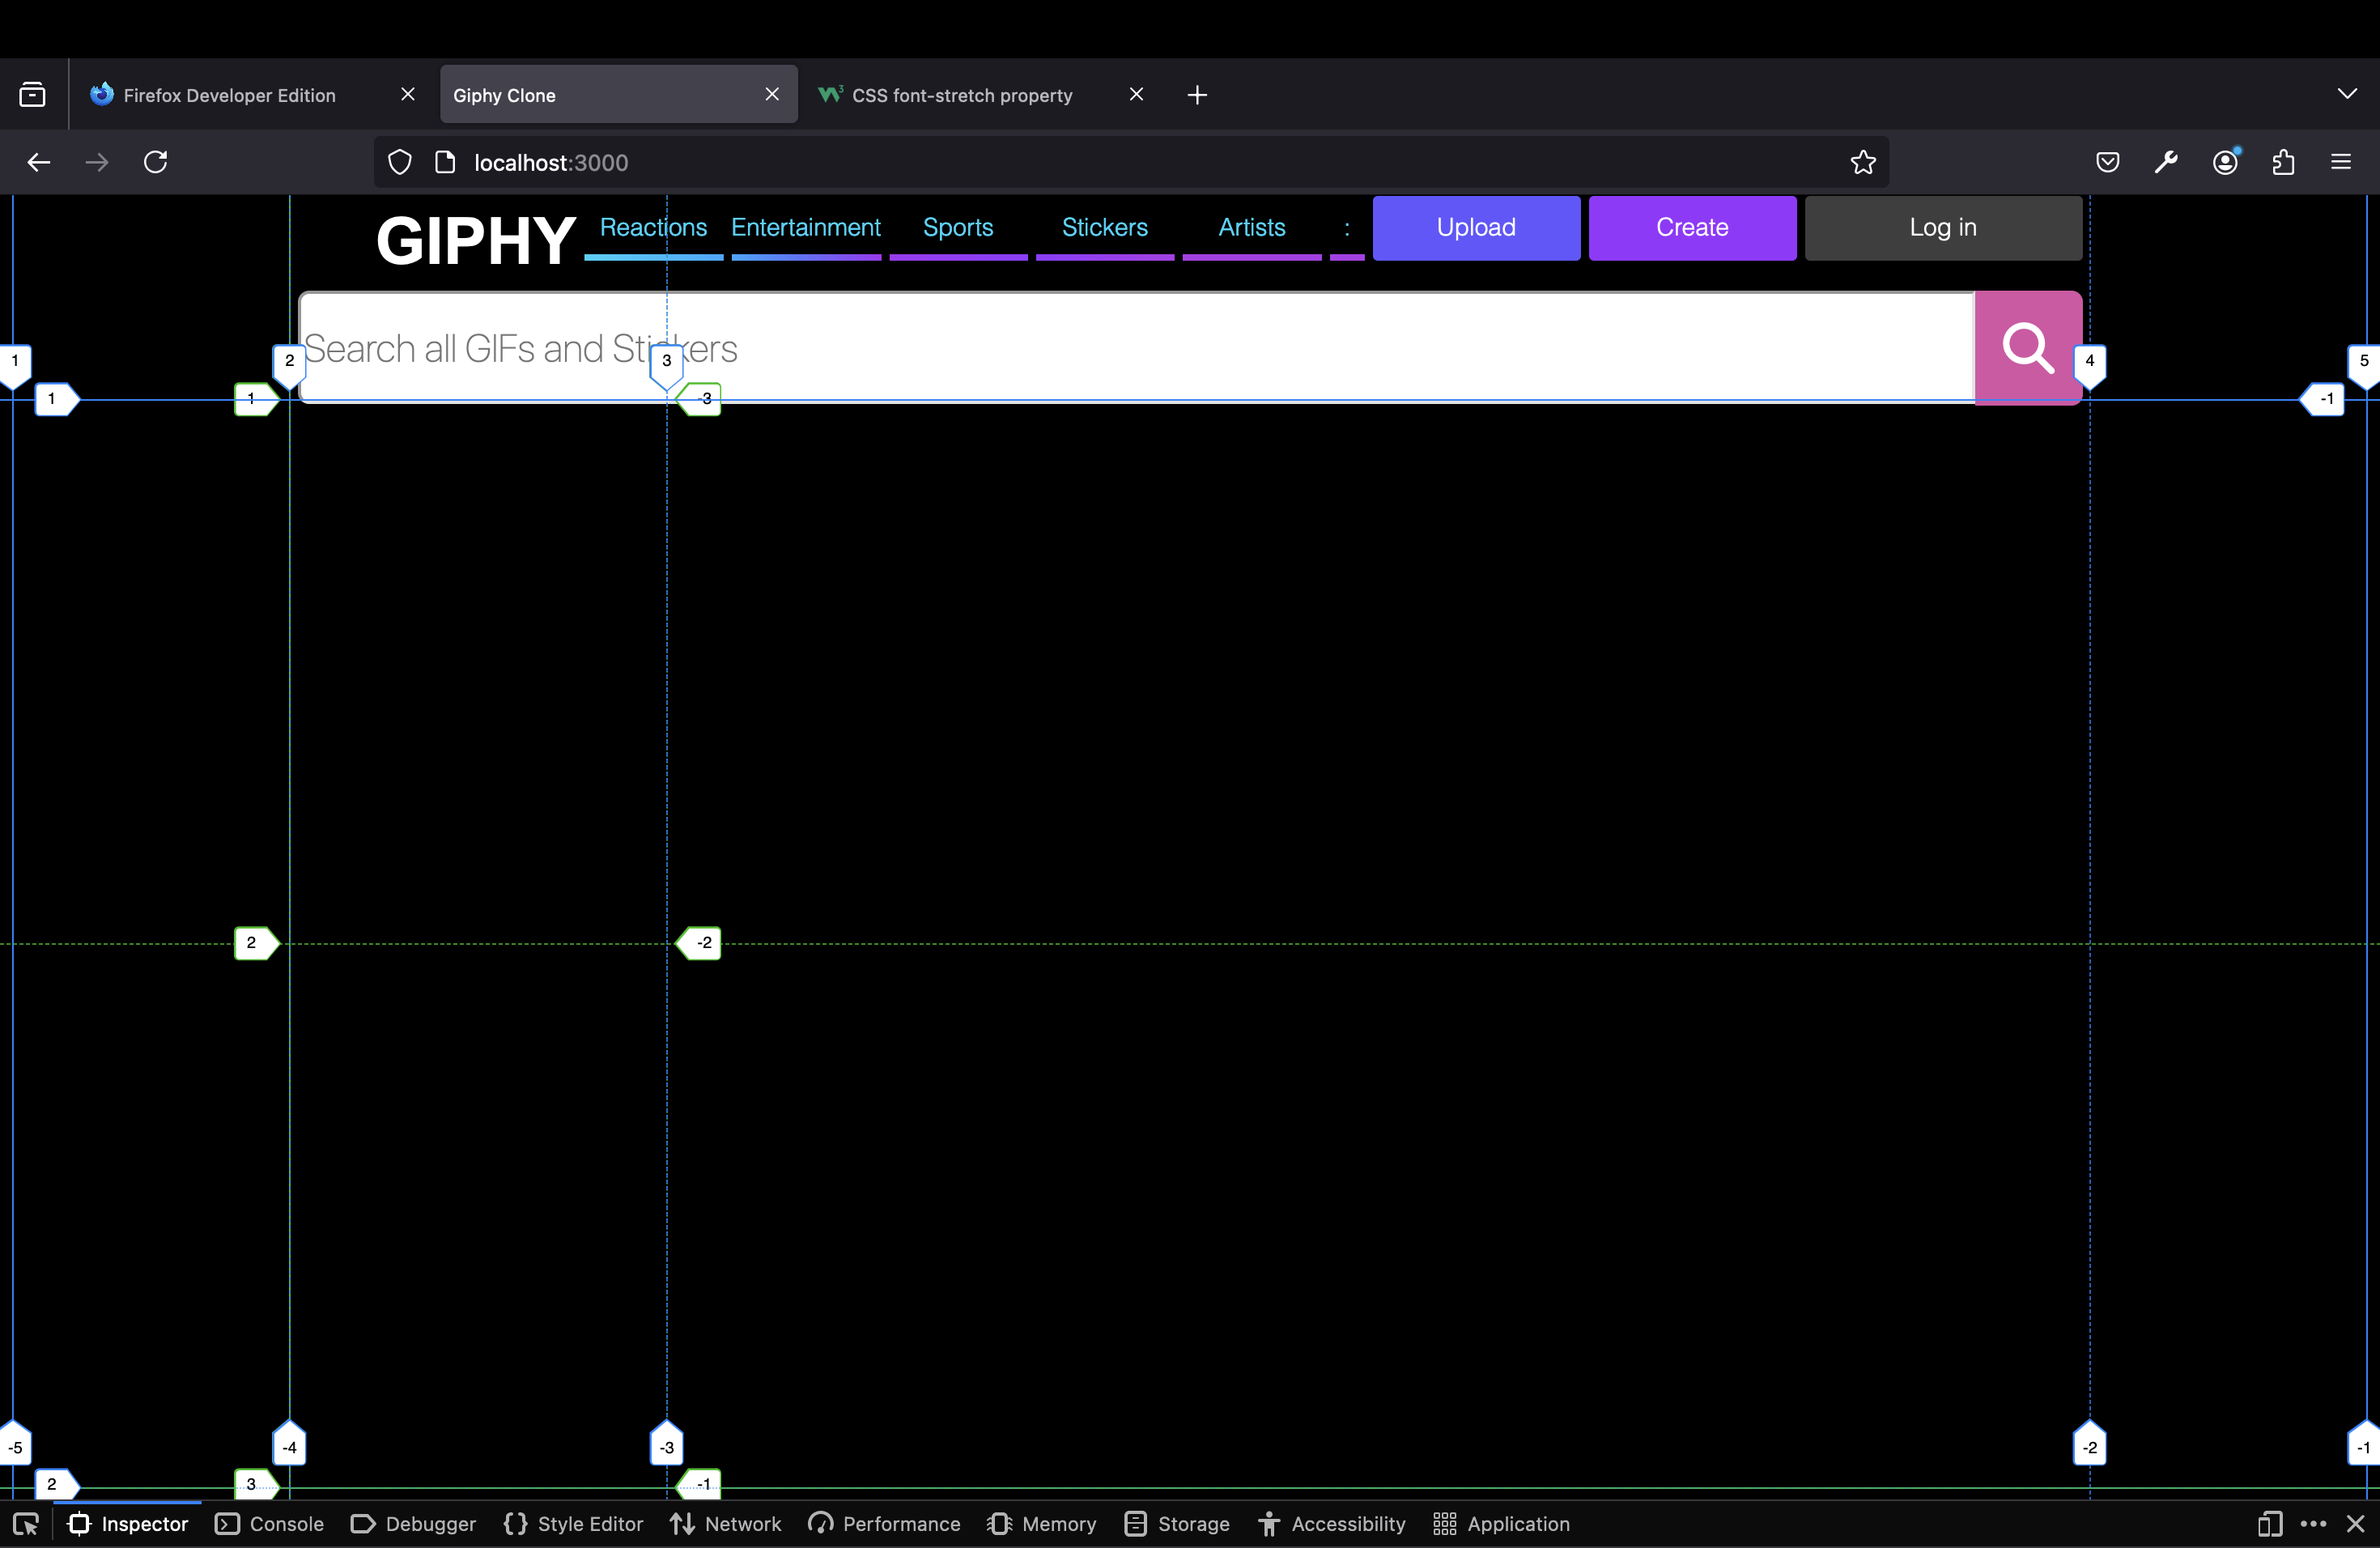 Firefox Developer Edition
Giphy Clone
CSS font-stretch property
localhost:3000
GIPHY Reactions Entertainment Sports Stickers Artists : Upload Create Log in
Search all GIFs and Stickers
1 2 3 4 5
1 1 -3 -1
2 -2
-5 -4 -3 -2 -1
2 3 -1
Inspector Console Debugger Style Editor Network Performance Memory Storage Accessibility Application